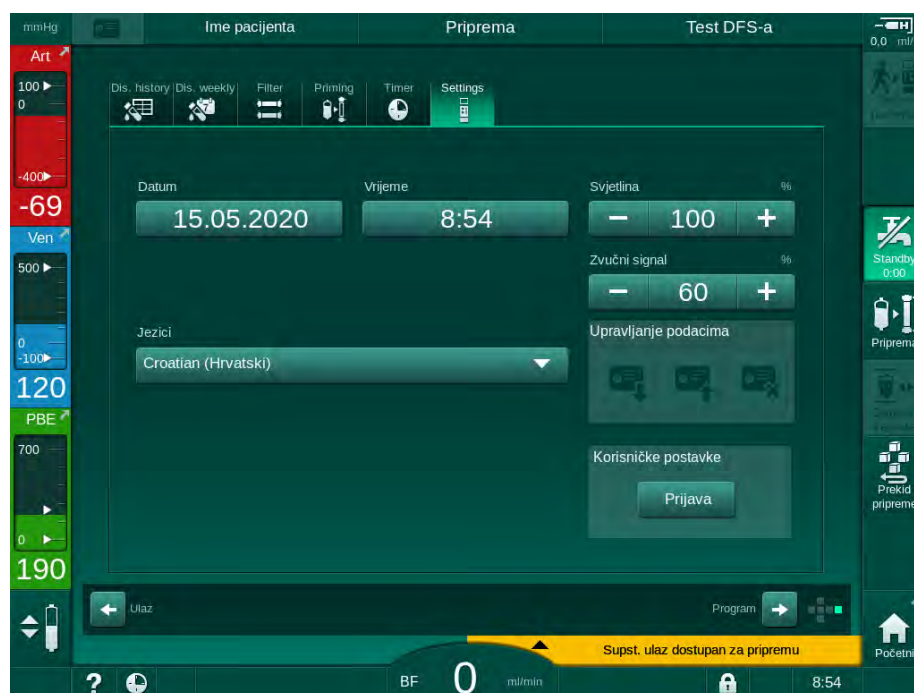 mmHg
Ime pacijenta
Priprema
Test DFS-a
0,0 ml/
Art
100
0
-400
-69
Ven
500
0
-100
120
PBE
700
0
190
Dis. history
Dis. weekly
Filter
Priming
Timer
Settings
Datum
Vrijeme
Svjetlina
%
15.05.2020
8:54
− 100 +
Zvučni signal
%
− 60 +
Jezici
Upravljanje podacima
Croatian (Hrvatski)
Korisničke postavke
Prijava
Standby
0:00
Priprema
Prekid
pripreme
Ulaz
Program
Supst. ulaz dostupan za pripremu
Početni
?
BF
0
ml/min
8:54